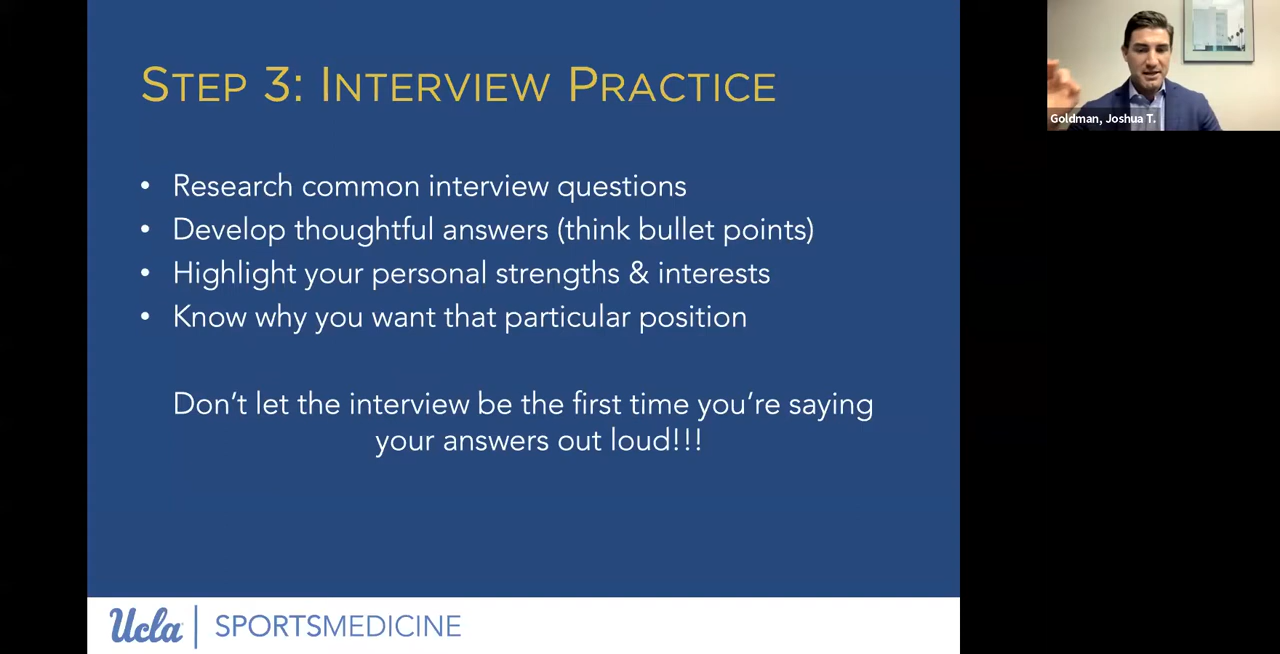 STEP 3: INTERVIEW PRACTICE
Goldman, Joshua T.
• Research common interview questions
• Develop thoughtful answers (think bullet points)
• Highlight your personal strengths & interests
• Know why you want that particular position
Don't let the interview be the first time you're saying
your answers out loud!!!
Ucla | SPORTSMEDICINE